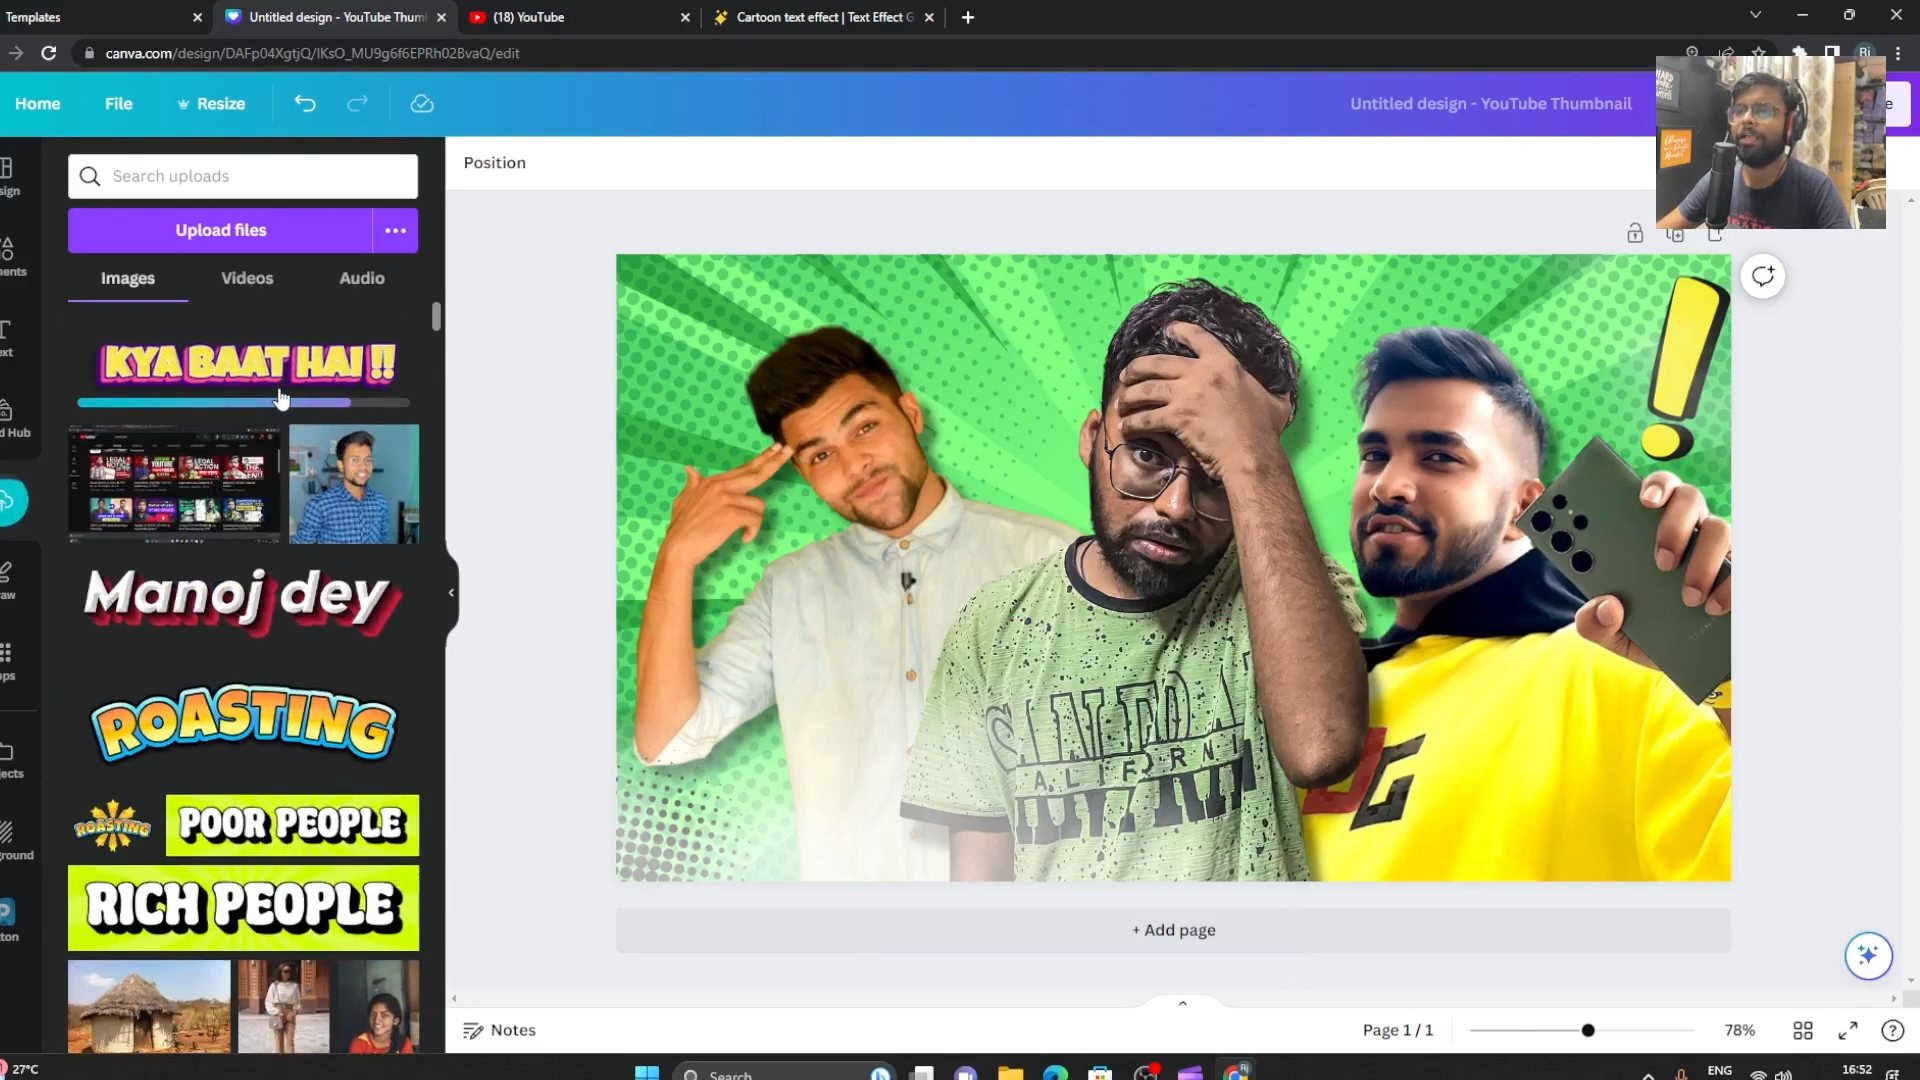 Templates
Untitled design - YouTube Thum
(18) YouTube
Cartoon text effect | Text Effect G
canva.com/design/DAFp04XgtjQ/IKsO_MU9g6f6EPRh02BvaQ/edit
Home
File
Resize
Untitled design - YouTube Thumbnail
Search uploads
Position
Upload files
Images
Videos
Audio
KYA BAAT HAI !!
Manoj dey
ROASTING
ROASTING
POOR PEOPLE
RICH PEOPLE
+ Add page
Notes
Page 1 / 1
78%
27°C
Search
ENG
16:52